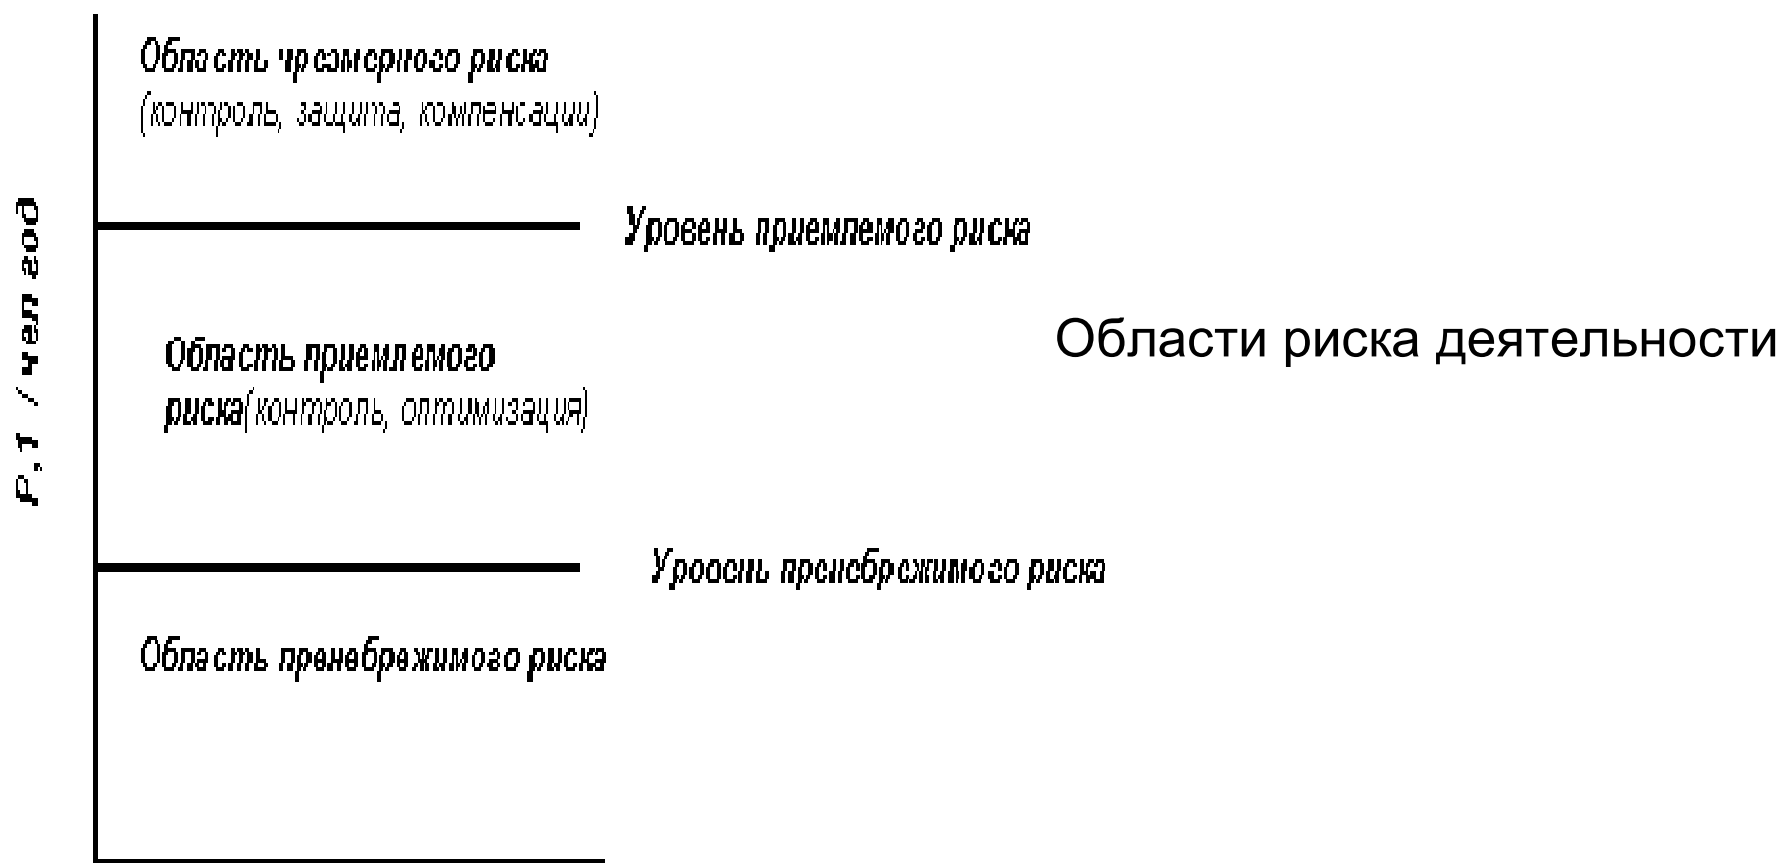 Область чрезмерного риска
(контроль, защита, компенсации)
Р, 1 / чел год
Уровень приемлемого риска
Области риска деятельности
Область приемлемого
риска(контроль, оптимизация)
Уровень пренебрежимого риска
Область пренебрежимого риска